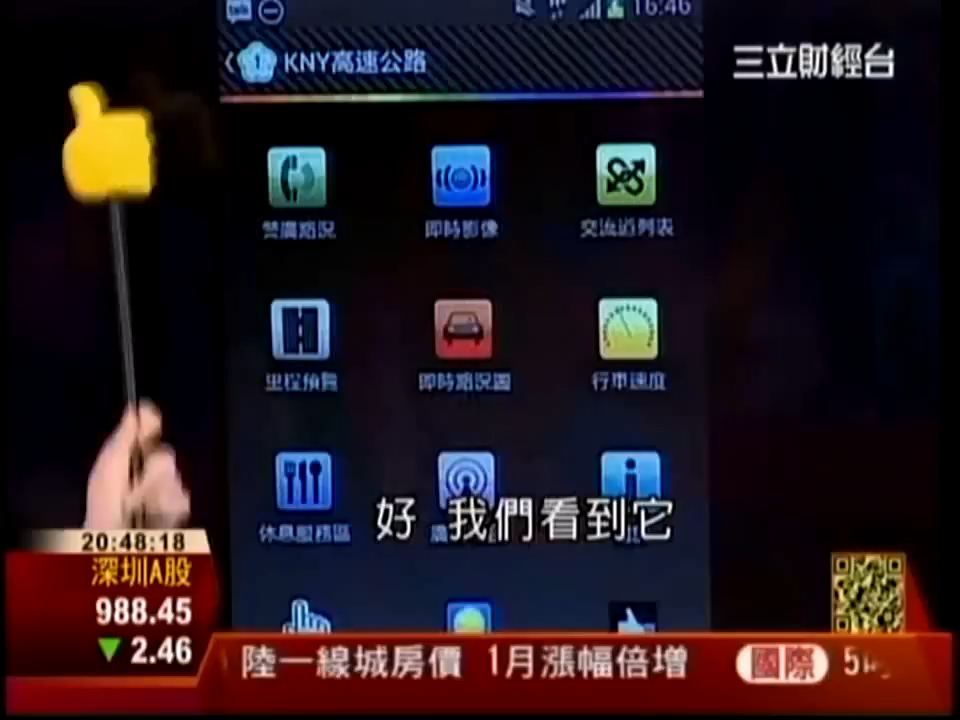 talk
16:46
KNY高速公路
三立財經台
警廣路況
即時影像
交流道列表
里程預覽
即時路況圖
行車速度
休息服務區
好 我們看到它
20:48:18
深圳A股
988.45
▼ 2.46
陸一線城房價 1月漲幅倍增
國際